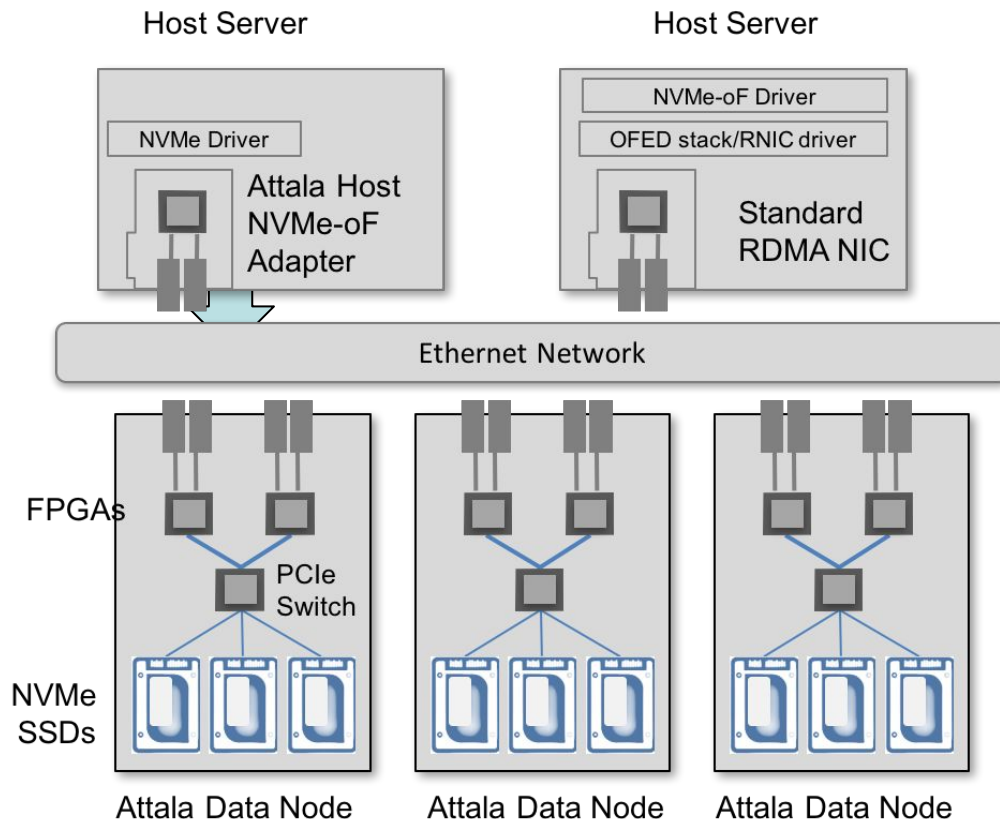 Host Server
Host Server
NVMe Driver
Attala Host
NVMe-oF
Adapter
NVMe-oF Driver
OFED stack/RNIC driver
Standard
RDMA NIC
Ethernet Network
FPGAs
PCIe
Switch
NVMe
SSDs
Attala Data Node
Attala Data Node
Attala Data Node